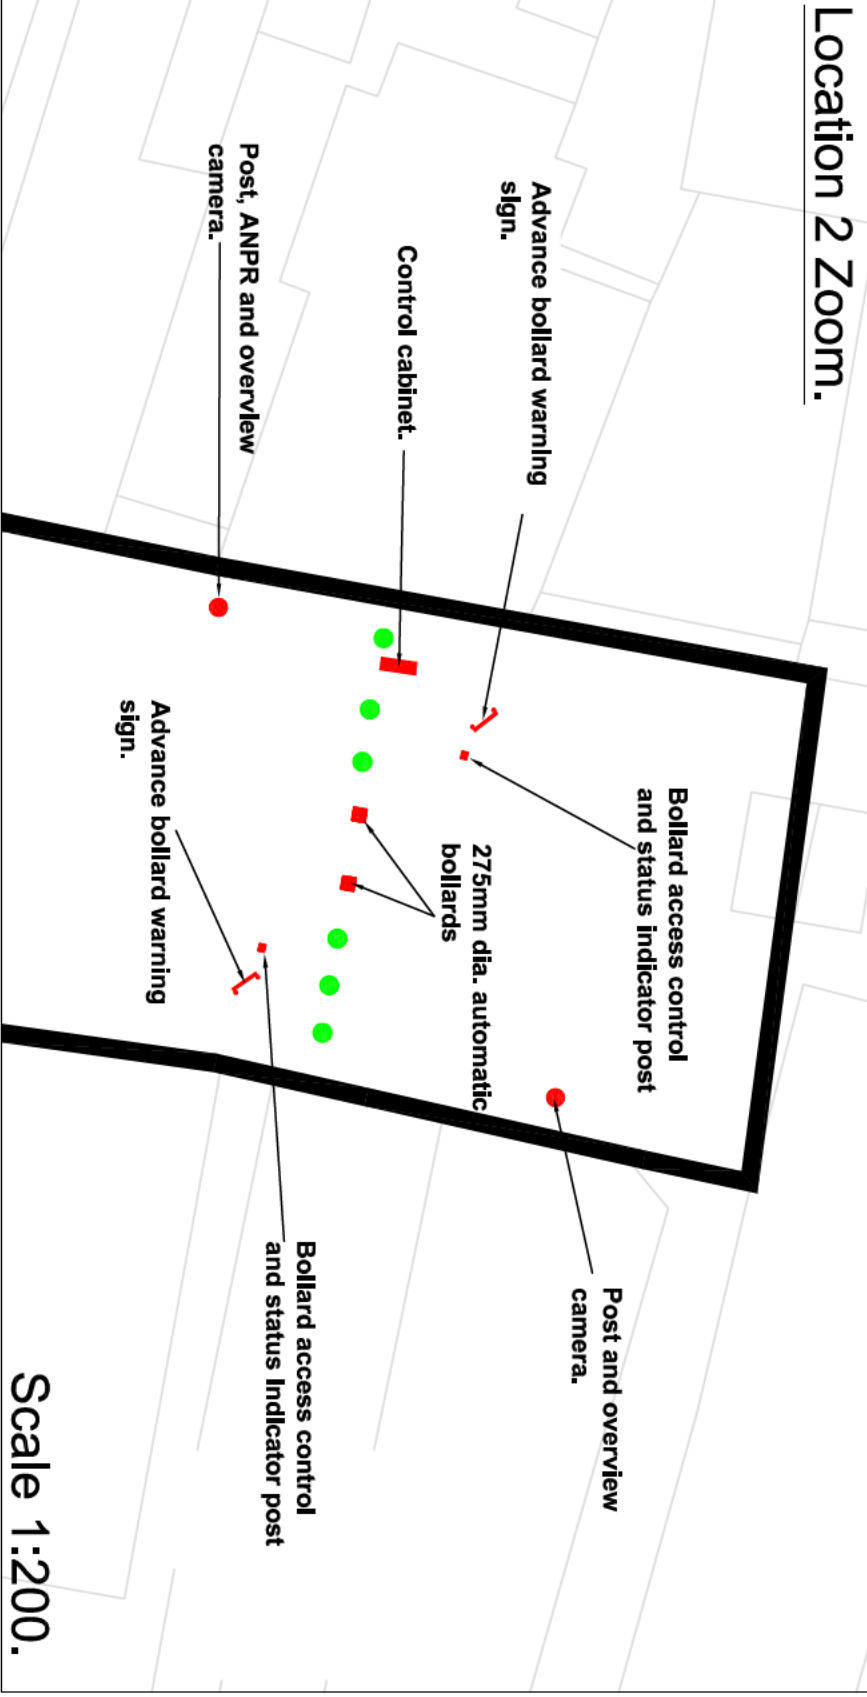 Location 2 Zoom.
Advance bollard warning
sign.
Control cabinet.
Post, ANPR and overview
camera.
Bollard access control
and status indicator post
275mm dia. automatic
bollards
Advance bollard warning
sign.
Post and overview
camera.
Bollard access control
and status indicator post
Scale 1:200.